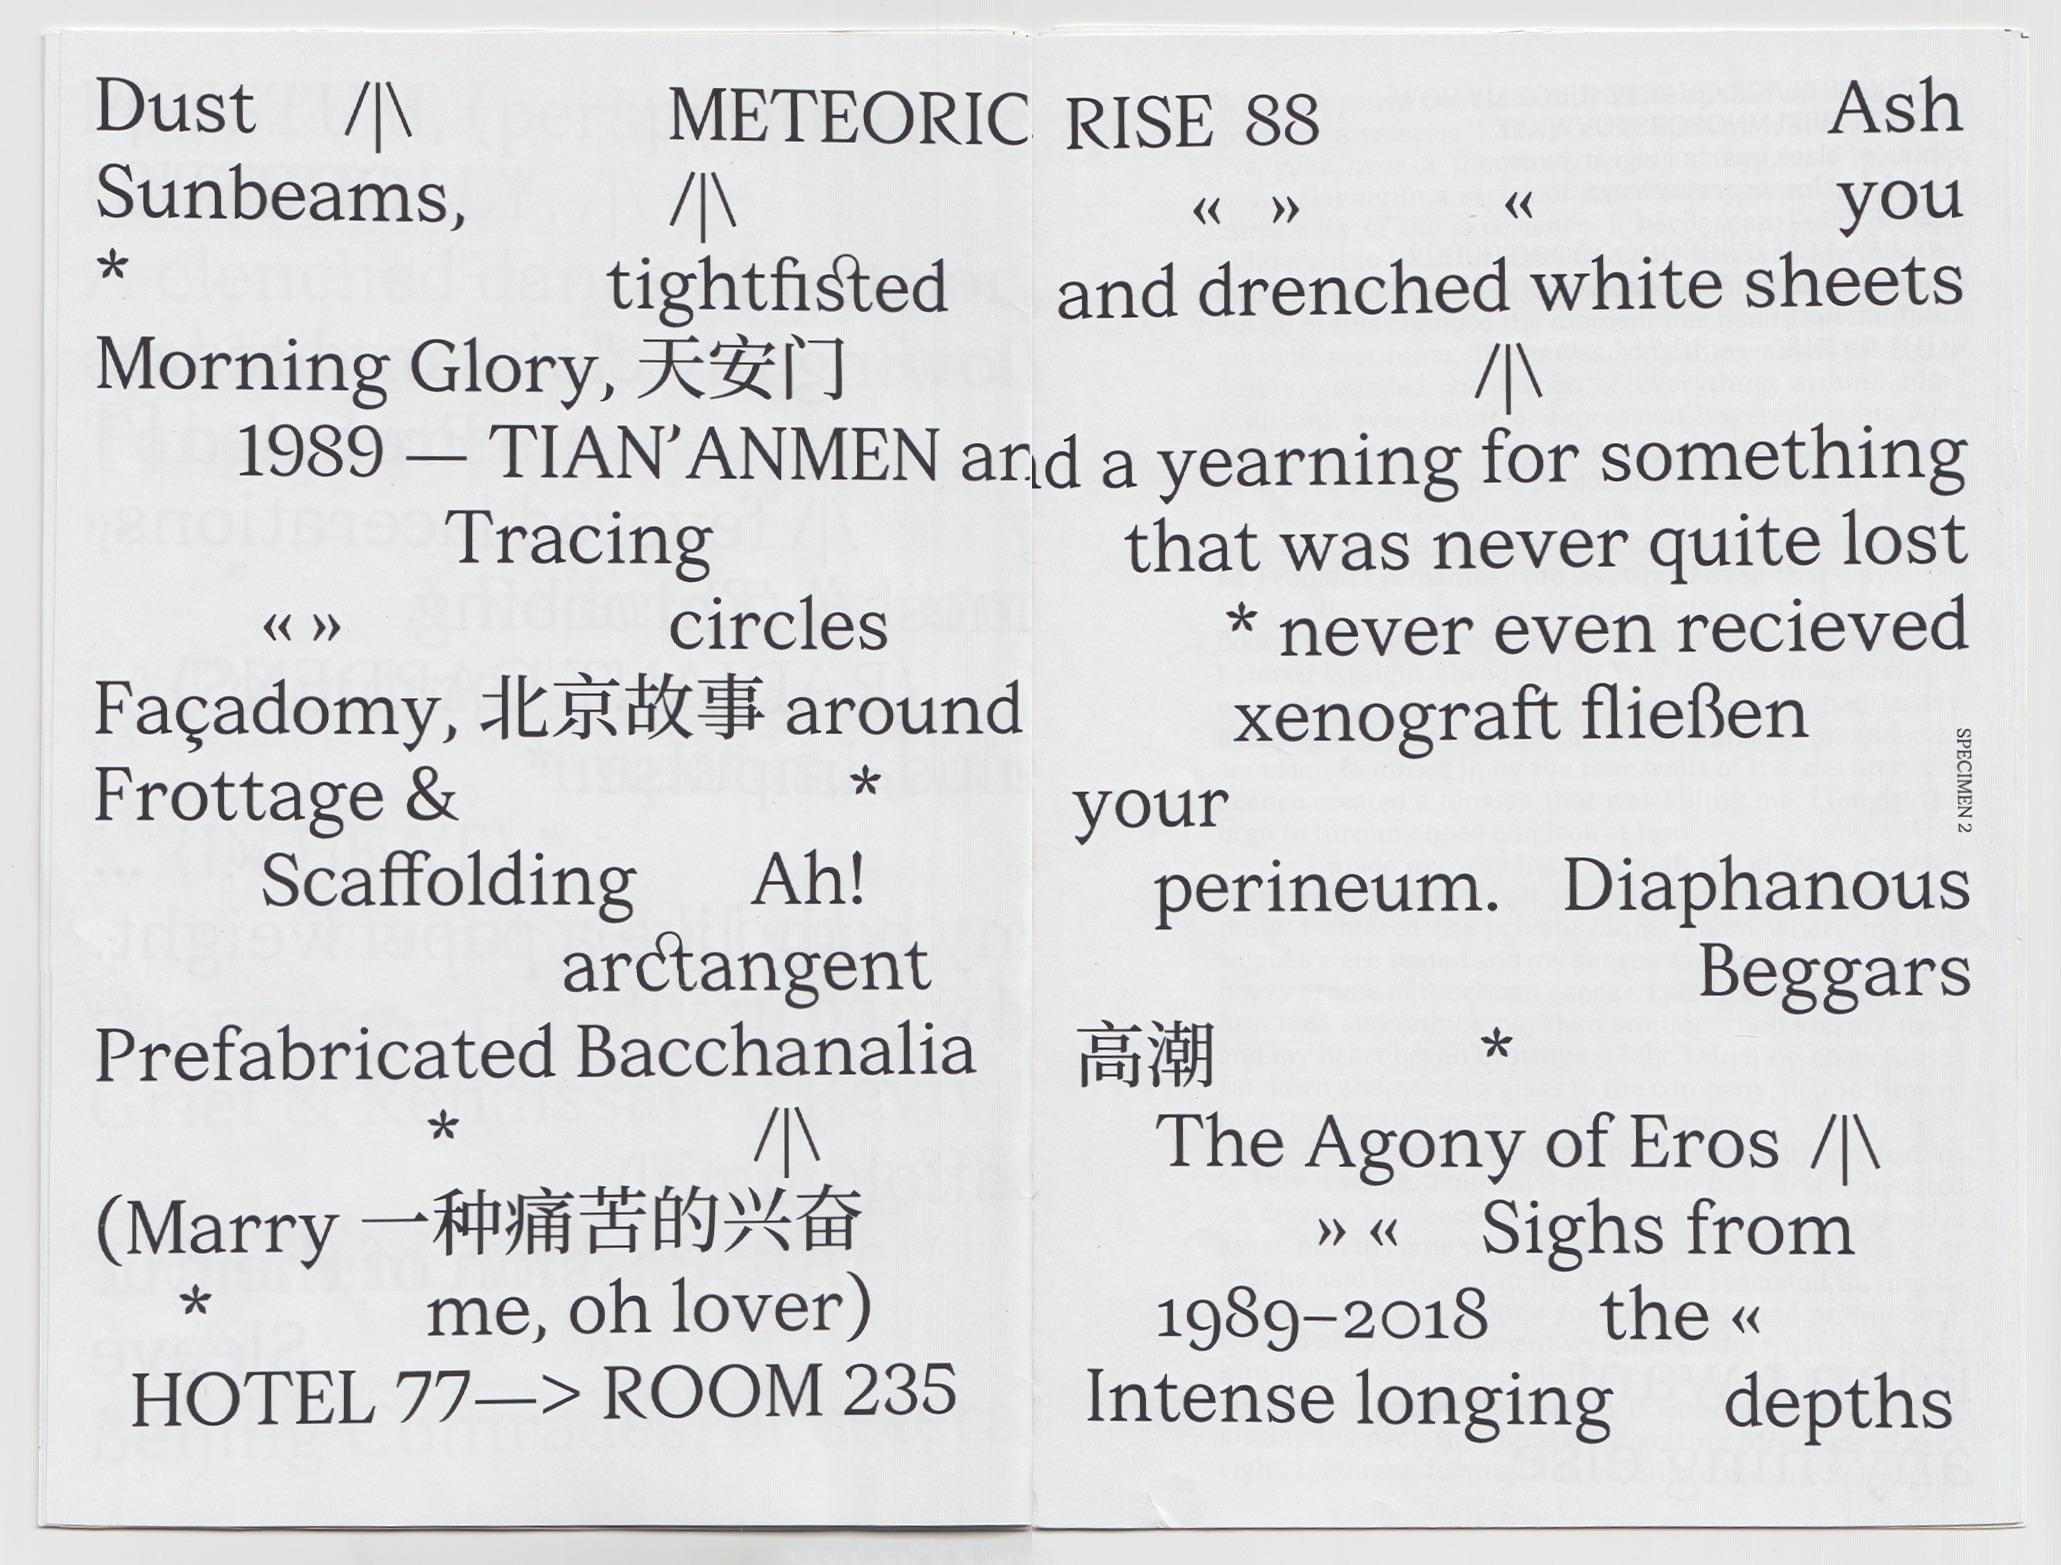 Dust /|\ METEORIC RISE 88 Ash
Sunbeams, /|\ « » « you
* tightfisted and drenched white sheets
Morning Glory, 天安门 /|\
1989 — TIAN’ANMEN and a yearning for something
Tracing that was never quite lost
« » circles * never even recieved
Façadomy, 北京故事 around xenograft fließen
Frottage & * your
Scaffolding Ah! perineum. Diaphanous
arctangent Beggars
Prefabricated Bacchanalia 高潮 *
* /|\ The Agony of Eros /|\
(Marry 一种痛苦的兴奋 » « Sighs from
* me, oh lover) 1989–2018 the «
HOTEL 77—> ROOM 235 Intense longing depths
SPECIMEN 2